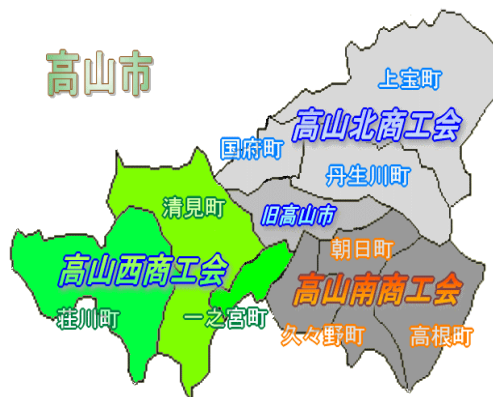 高山市
上宝町
高山北商工会
国府町
丹生川町
清見町
旧高山市
朝日町
高山西商工会
高山南商工会
荘川町
一之宮町
久々野町
高根町